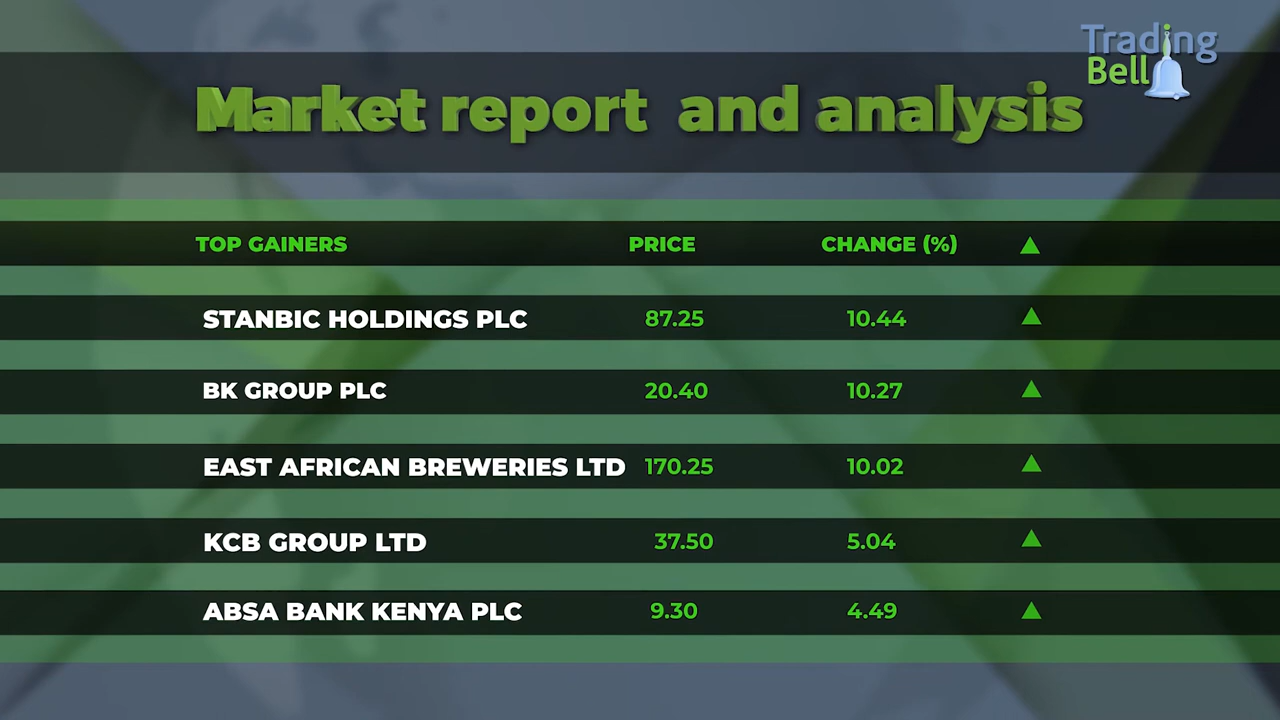 Trading
Bell
Market report and analysis
TOP GAINERS PRICE CHANGE (%)
STANBIC HOLDINGS PLC 87.25 10.44
BK GROUP PLC 20.40 10.27
EAST AFRICAN BREWERIES LTD 170.25 10.02
KCB GROUP LTD 37.50 5.04
ABSA BANK KENYA PLC 9.30 4.49